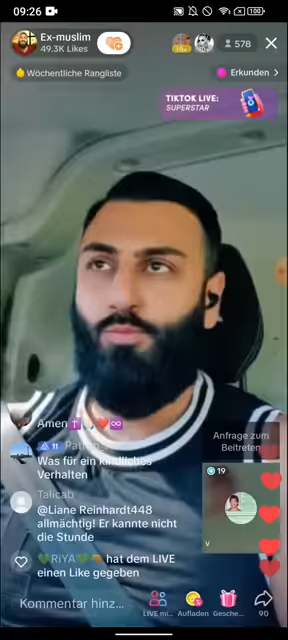 09:26
100
Ex-muslim
49.3K Likes
578
Wöchentliche Rangliste
Erkunden
TIKTOK LIVE:
SUPERSTAR
Amen
11
Was für ein kindliches
Verhalten
Anfrage zum
Beitreten
19
Talicab
@Liane Reinhardt448
allmächtig! Er kannte nicht
die Stunde
RiYA hat dem LIVE
einen Like gegeben
Kommentar hinz...
LIVE mi...
Aufladen
Gesche...
90